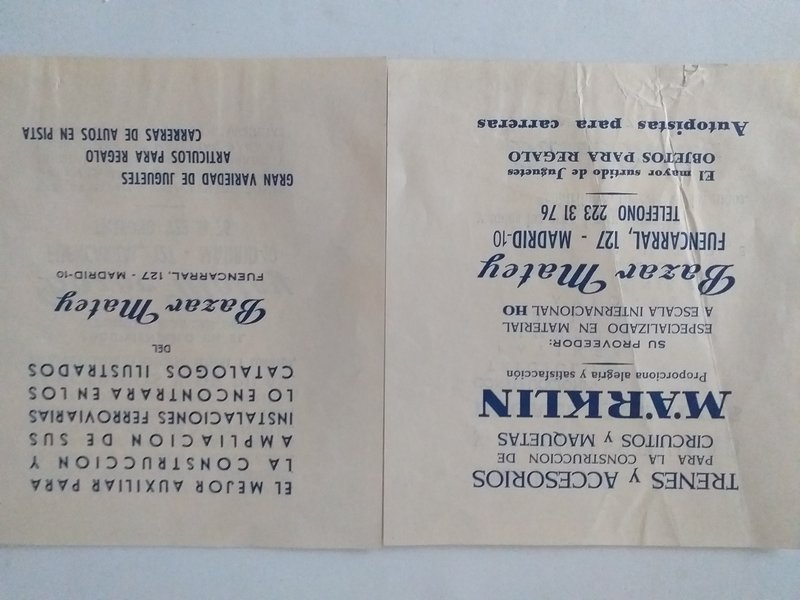 TRENES y ACCESORIOS
PARA LA CONSTRUCCION DE
CIRCUITOS y MAQUETAS
MÄRKLIN
Proporciona alegría y satisfacción
SU PROVEEDOR:
ESPECIALIZADO EN MATERIAL
A ESCALA INTERNACIONAL HO
Bazar Matey
FUENCARRAL, 127 - MADRID-10
TELEFONO 223 31 76
El mayor surtido de Juguetes
OBJETOS PARA REGALO
Autopistas para carreras
EL MEJOR AUXILIAR PARA
LA CONSTRUCCION Y
AMPLIACION DE SUS
INSTALACIONES FERROVIARIAS
LO ENCONTRARA EN LOS
CATALOGOS ILUSTRADOS
DEL
Bazar Matey
FUENCARRAL, 127 - MADRID-10
GRAN VARIEDAD DE JUGUETES
ARTICULOS PARA REGALO
CARRERAS DE AUTOS EN PISTA